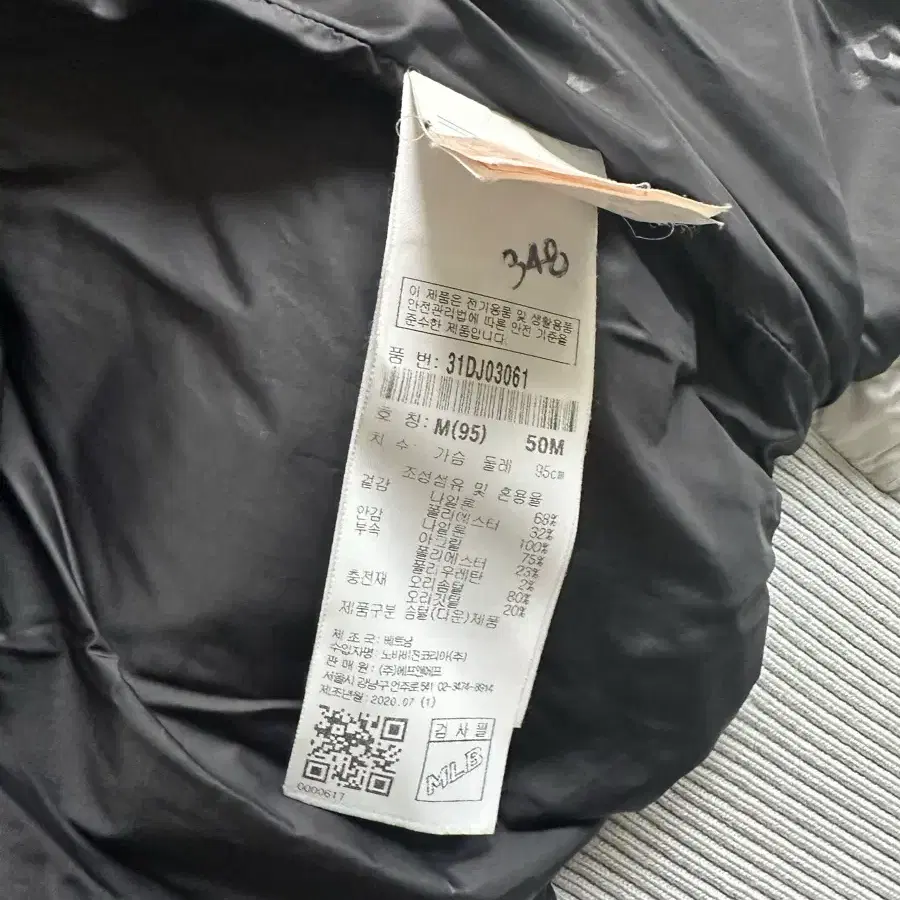 348
이 제품은 전기용품 및 생활용품
안전관리법에 따른 안전 기준을
준수한 제품입니다.
품 번: 31DJ03061
호 칭: M(95) 50M
치 수: 가슴 둘레 95cm
조성섬유 및 혼용율
겉감 나일론 68%
폴리에스터 32%
안감 나일론 100%
부속 아크릴 75%
폴리에스터 23%
폴리우레탄 2%
충전재 오리솜털 80%
오리깃털 20%
제품구분 솜털(다운)제품
제 조 국: 베트남
수입자명: 노바비젼코리아(주)
판 매 원: (주)에프앤에프
서울시 강남구 언주로541 02-3474-8814
제조년월: 2020.07 (1)
검 사 필
MLB
0000617